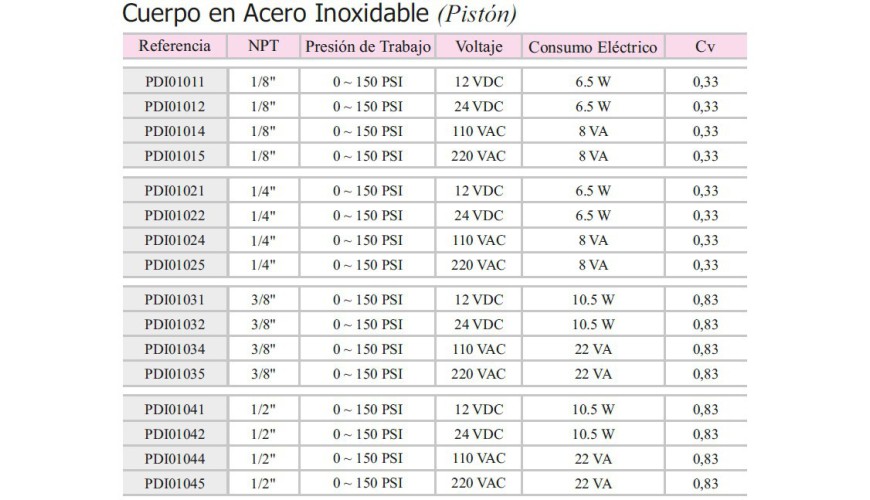 Cuerpo en Acero Inoxidable (Pistón)
Referencia NPT Presión de Trabajo Voltaje Consumo Eléctrico Cv
PDI01011 1/8" 0 ~ 150 PSI 12 VDC 6.5 W 0,33
PDI01012 1/8" 0 ~ 150 PSI 24 VDC 6.5 W 0,33
PDI01014 1/8" 0 ~ 150 PSI 110 VAC 8 VA 0,33
PDI01015 1/8" 0 ~ 150 PSI 220 VAC 8 VA 0,33
PDI01021 1/4" 0 ~ 150 PSI 12 VDC 6.5 W 0,33
PDI01022 1/4" 0 ~ 150 PSI 24 VDC 6.5 W 0,33
PDI01024 1/4" 0 ~ 150 PSI 110 VAC 8 VA 0,33
PDI01025 1/4" 0 ~ 150 PSI 220 VAC 8 VA 0,33
PDI01031 3/8" 0 ~ 150 PSI 12 VDC 10.5 W 0,83
PDI01032 3/8" 0 ~ 150 PSI 24 VDC 10.5 W 0,83
PDI01034 3/8" 0 ~ 150 PSI 110 VAC 22 VA 0,83
PDI01035 3/8" 0 ~ 150 PSI 220 VAC 22 VA 0,83
PDI01041 1/2" 0 ~ 150 PSI 12 VDC 10.5 W 0,83
PDI01042 1/2" 0 ~ 150 PSI 24 VDC 10.5 W 0,83
PDI01044 1/2" 0 ~ 150 PSI 110 VAC 22 VA 0,83
PDI01045 1/2" 0 ~ 150 PSI 220 VAC 22 VA 0,83